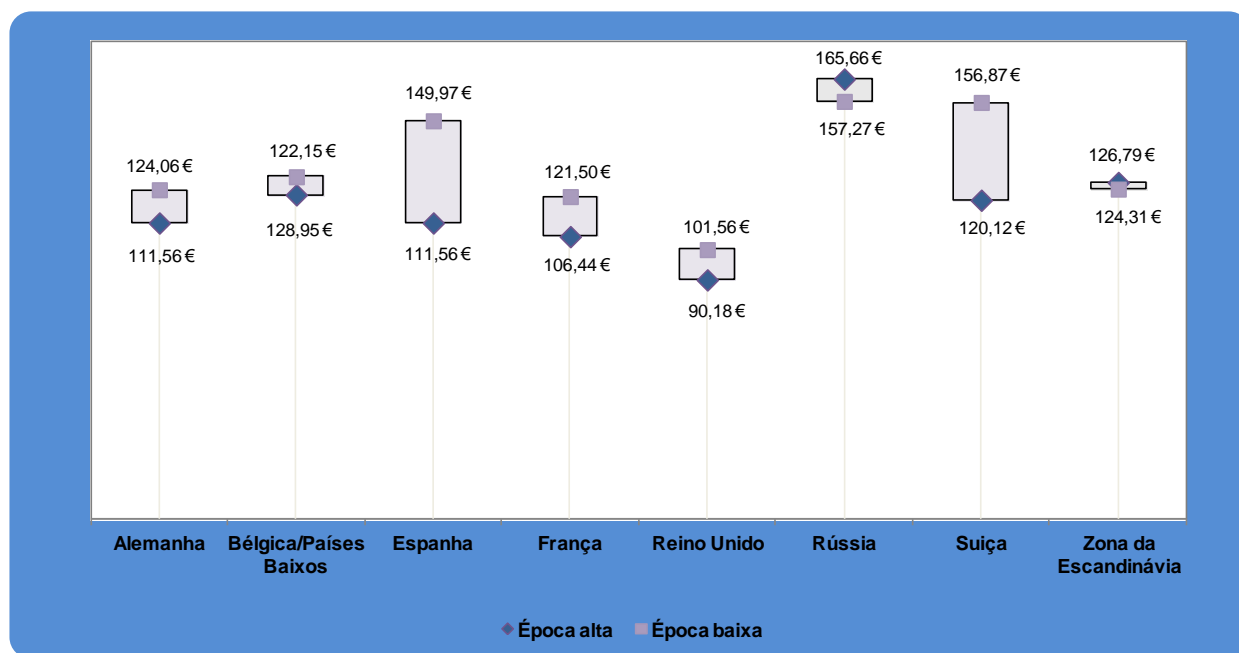 165,66 €
156,87 €
149,97 €
157,27 €
124,06 €
122,15 €
121,50 €
126,79 €
111,56 €
128,95 €
111,56 €
106,44 €
101,56 €
120,12 €
124,31 €
90,18 €
Alemanha
Bélgica/Países
Baixos
Espanha
França
Reino Unido
Rússia
Suiça
Zona da
Escandinávia
Época alta
Época baixa